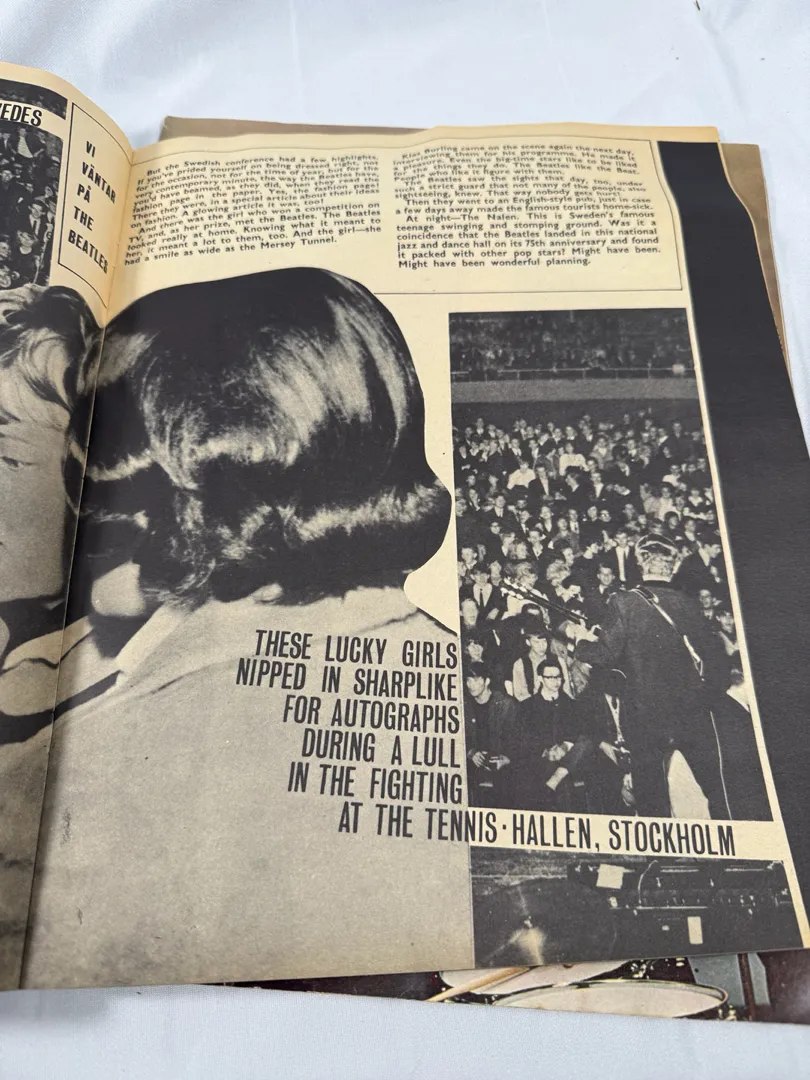 EDES
VI
VÄNTAR
PÅ
THE
BEATLES
But the Swedish conference had a few highlights.
If you've prided yourself on being dressed right, not
for the occasion, not for the time of year, but for the
very contemporary minute, the way the Beatles have,
you'd have beamed, as they did, when they read the
fashion page in the paper. Yes, the fashion page!
There they were, in a special article about their ideas
on fashion. A glowing article it was, too!
And there was the girl who won a competition on
TV, and, as her prize, met the Beatles. The Beatles
looked really at home. Knowing what it meant to
her, it meant a lot to them, too. And the girl—she
had a smile as wide as the Mersey Tunnel.
Klas Burling came on the scene again the next day,
interviewing them for his programme. He made it
a pleasure. Even the big-time stars like to be liked
for the things they do. The Beatles like the Beat.
People who like it figure with them.
The Beatles saw the sights that day, too, under
such a strict guard that not many of the people, also
sightseeing, knew. That way nobody gets hurt.
Then they went to an English-style pub, just in case
a few days away made the famous tourists home-sick.
At night—The Nalen. This is Sweden's famous
teenage swinging and stomping ground. Was it a
coincidence that the Beatles landed in this national
jazz and dance hall on its 75th anniversary and found
it packed with other pop stars? Might have been.
Might have been wonderful planning.
THESE LUCKY GIRLS
NIPPED IN SHARPLIKE
FOR AUTOGRAPHS
DURING A LULL
IN THE FIGHTING
AT THE TENNIS·HALLEN, STOCKHOLM